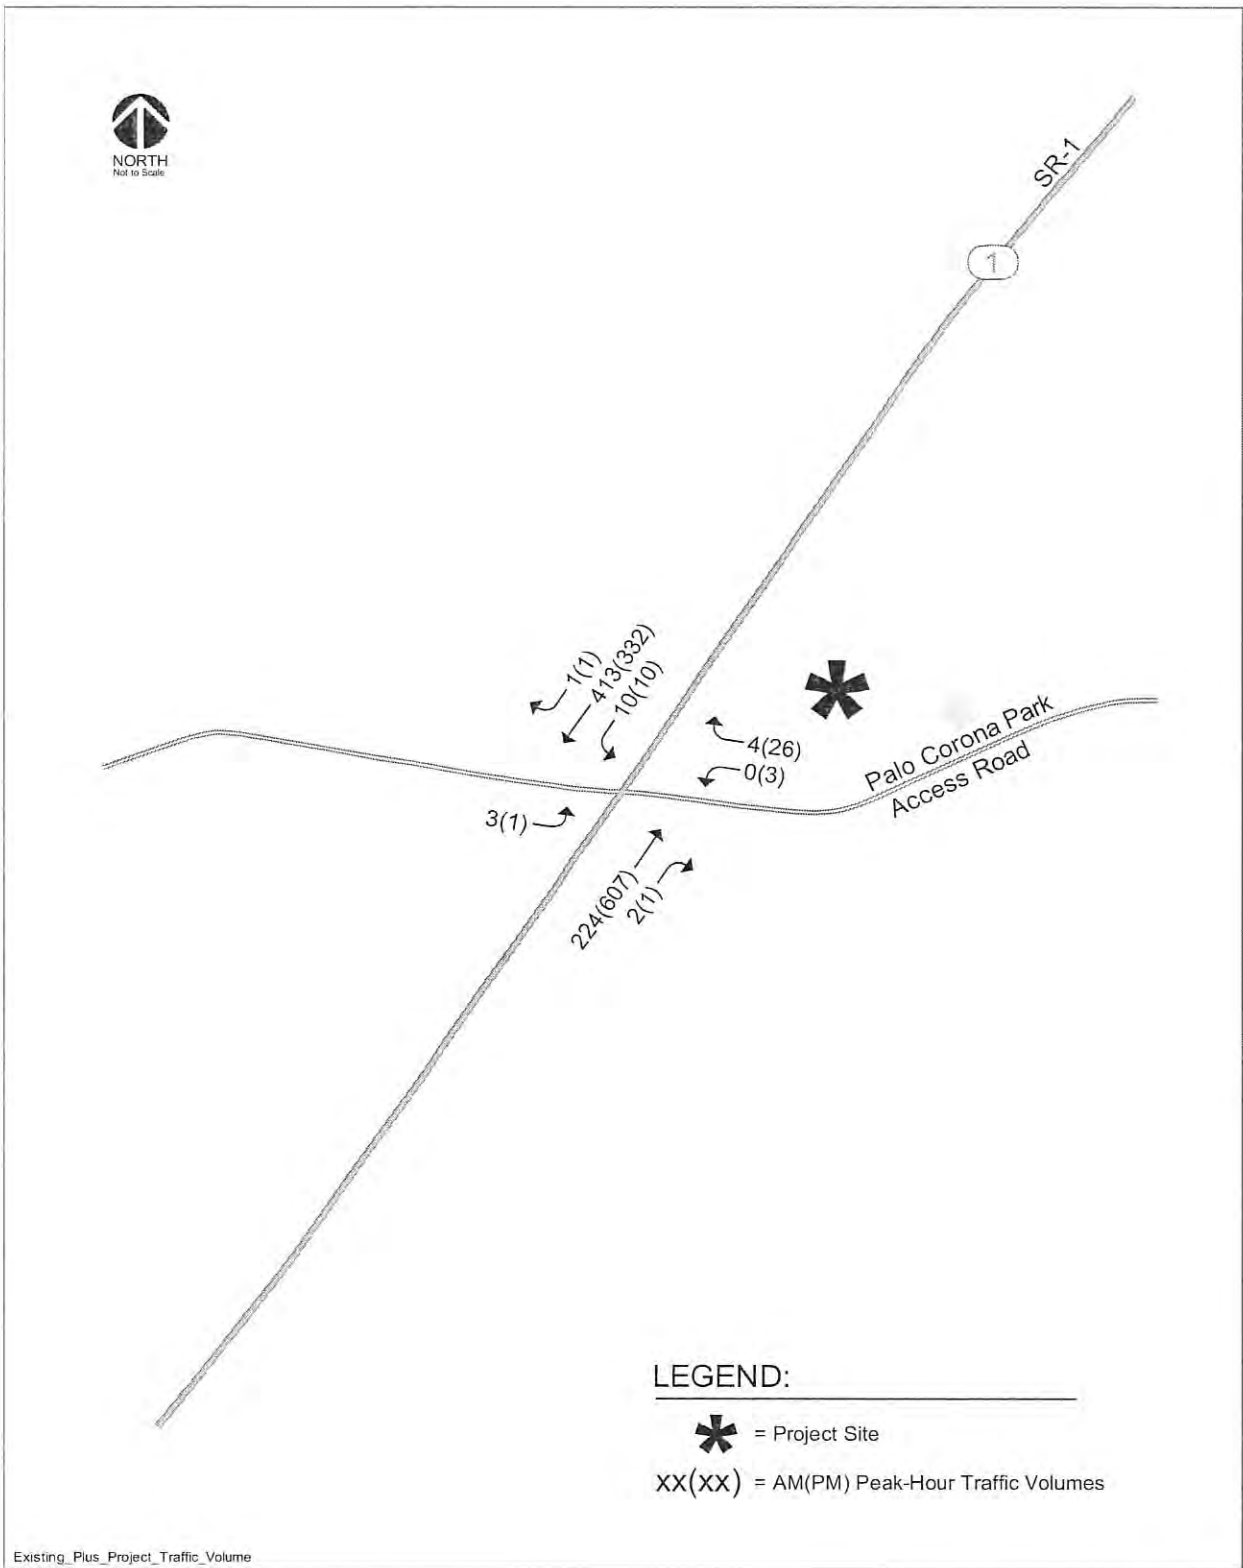 NORTH
Not to Scale
SR-1
1
1(1)
413(332)
10(10)
4(26)
0(3)
Palo Corona Park
Access Road
3(1)
224(607)
2(1)
LEGEND:
= Project Site
xx(xx) = AM(PM) Peak-Hour Traffic Volumes
Existing_Plus_Project_Traffic_Volume